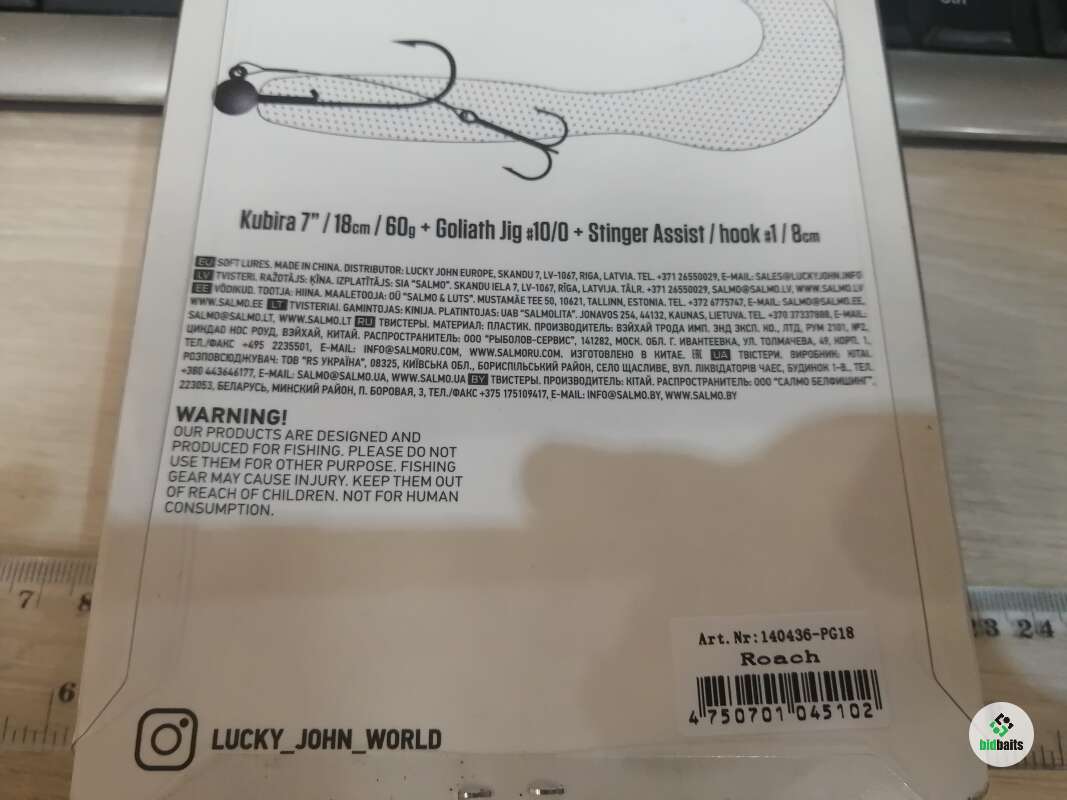 Ctrl
Kubira 7” / 18cm / 60g + Goliath Jig #10/0 + Stinger Assist / hook #1 / 8cm
EU SOFT LURES. MADE IN CHINA. DISTRIBUTOR: LUCKY JOHN EUROPE, SKANDU 7, LV-1067, RIGA, LATVIA. TEL. +371 26550029, E-MAIL: SALES@LUCKYJOHN.INFO
LV TVISTERI. RAŽOTĀJS: ĶĪNA. IZPLATĪTĀJS: SIA "SALMO". SKANDU IELA 7, LV-1067, RĪGA, LATVIJA. TĀLR. +371 26550029, E-MAIL: SALMO@SALMO.LV, WWW.SALMO.LV
EE VÕDIKUD. TOOTJA: HIINA. MAALETOOJA: OÜ "SALMO & LUTS". MUSTAMÄE TEE 50, 10621, TALLINN, ESTONIA. TEL. +372 6775747, E-MAIL: SALMO@SALMO.EE,
WWW.SALMO.EE LT TVISTERIAI. GAMINTOJAS: KINIJA. PLATINTOJAS: UAB "SALMOLITA". JONAVOS 254, 44132, KAUNAS, LIETUVA. TEL. +370 37337888, E-MAIL:
SALMO@SALMO.LT, WWW.SALMO.LT RU ТВИСТЕРЫ. МАТЕРИАЛ: ПЛАСТИК. ПРОИЗВОДИТЕЛЬ: ВЭЙХАЙ ТРОДА ИМП. ЭНД ЭКСП. КО., ЛТД, РУМ 2101, №2,
ЦИНДАО НОС РОУД, ВЭЙХАЙ, КИТАЙ. РАСПРОСТРАНИТЕЛЬ: ООО "РЫБОЛОВ-СЕРВИС", 141282, МОСК. ОБЛ. Г. ИВАНТЕЕВКА, УЛ. ТОЛМАЧЕВА, 49, КОРП. 1,
ТЕЛ./ФАКС +495 2235501, E-MAIL: INFO@SALMORU.COM, WWW.SALMORU.COM. ИЗГОТОВЛЕНО В КИТАЕ. EAC UA ТВІСТЕРИ. ВИРОБНИК: КІТАЙ.
РОЗПОВСЮДЖУВАЧ: ТОВ "RS УКРАЇНА", 08325, КИЇВСЬКА ОБЛ., БОРИСПІЛЬСЬКИЙ РАЙОН, СЕЛО ЩАСЛИВЕ, ВУЛ. ЛІКВІДАТОРІВ ЧАЕС, БУДИНОК 1-В., ТЕЛ.
+380 443646177, E-MAIL: SALMO@SALMO.UA, WWW.SALMO.UA BY ТВИСТЕРЫ. ПРОИЗВОДИТЕЛЬ: КИТАЙ. РАСПРОСТРАНИТЕЛЬ: ООО "САЛМО БЕЛФИШИНГ",
223053, БЕЛАРУСЬ, МИНСКИЙ РАЙОН, П. БОРОВАЯ, 3, ТЕЛ./ФАКС +375 175109417, E-MAIL: INFO@SALMO.BY, WWW.SALMO.BY
WARNING!
OUR PRODUCTS ARE DESIGNED AND
PRODUCED FOR FISHING. PLEASE DO NOT
USE THEM FOR OTHER PURPOSE. FISHING
GEAR MAY CAUSE INJURY. KEEP THEM OUT
OF REACH OF CHILDREN. NOT FOR HUMAN
CONSUMPTION.
7 8
23 24
6
Art.Nr:140436-PG18
Roach
4 750701 045102
LUCKY_JOHN_WORLD
bidbaits